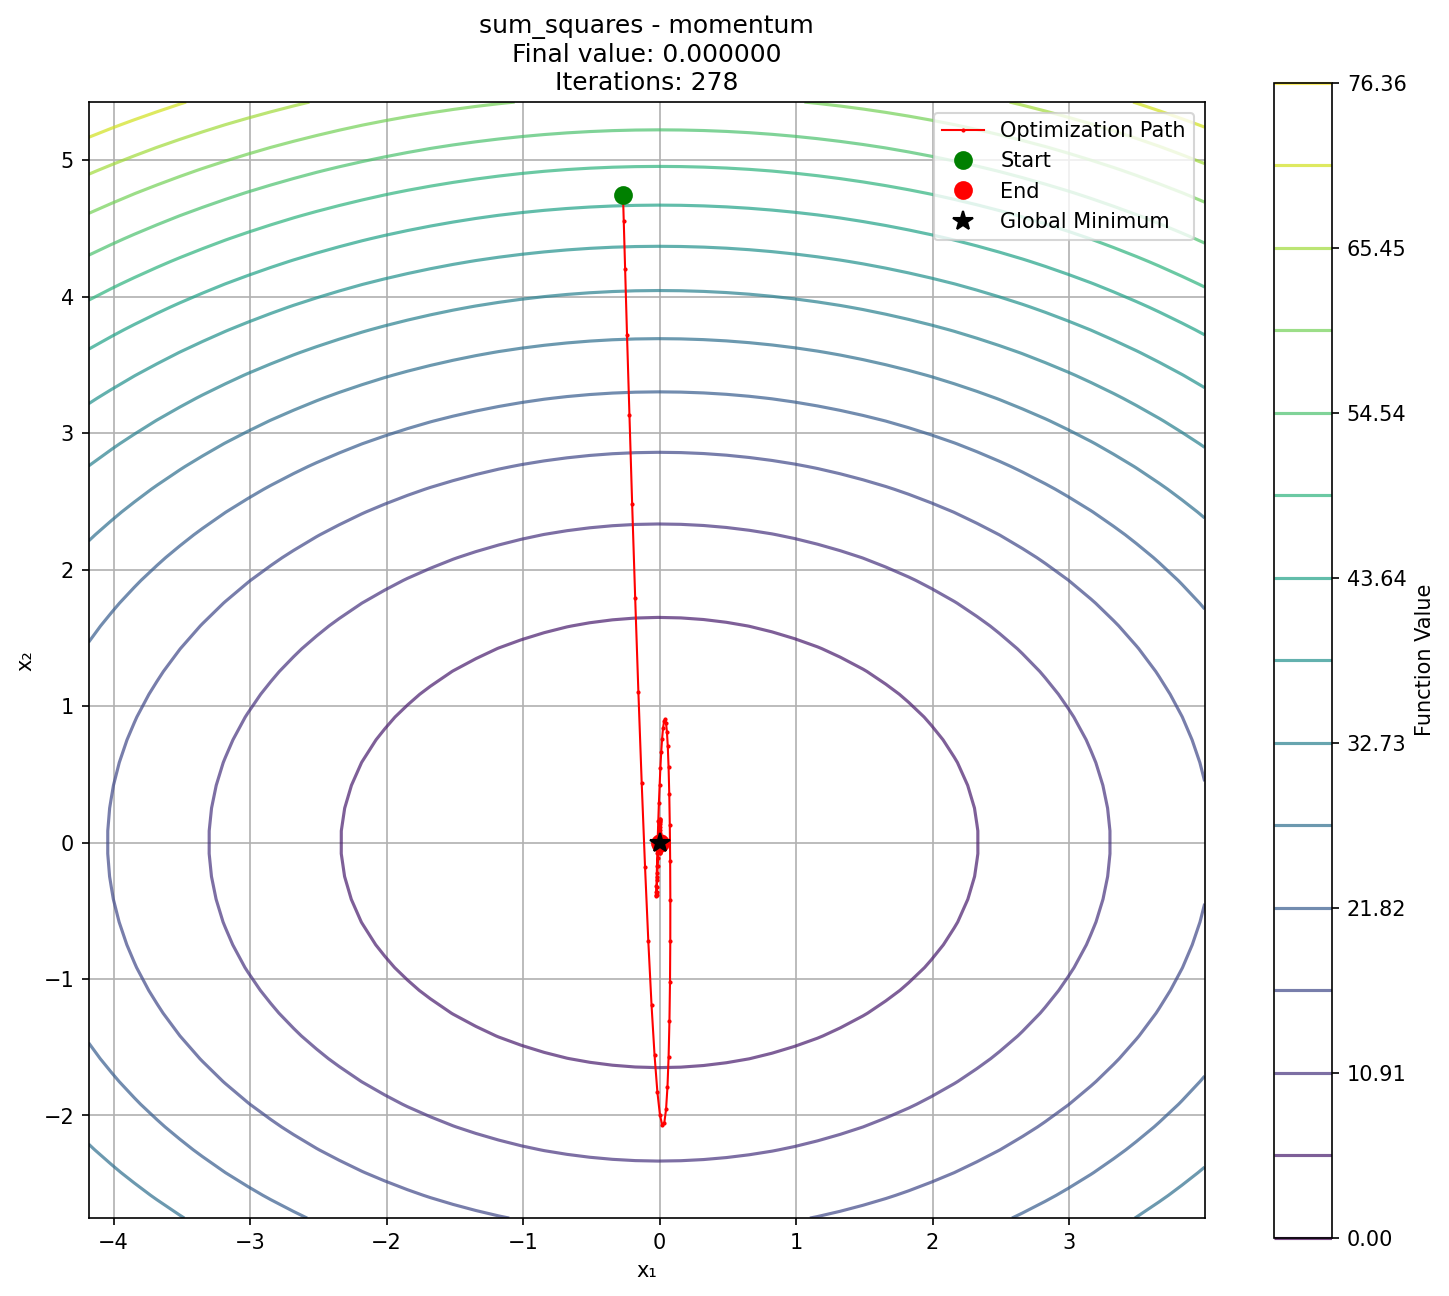 sum_squares - momentum
Final value: 0.000000
Iterations: 278
Optimization Path
Start
End
Global Minimum
5
4
3
2
1
0
−1
−2
x₂
−4
−3
−2
−1
0
1
2
3
x₁
76.36
65.45
54.54
43.64
32.73
21.82
10.91
0.00
Function Value